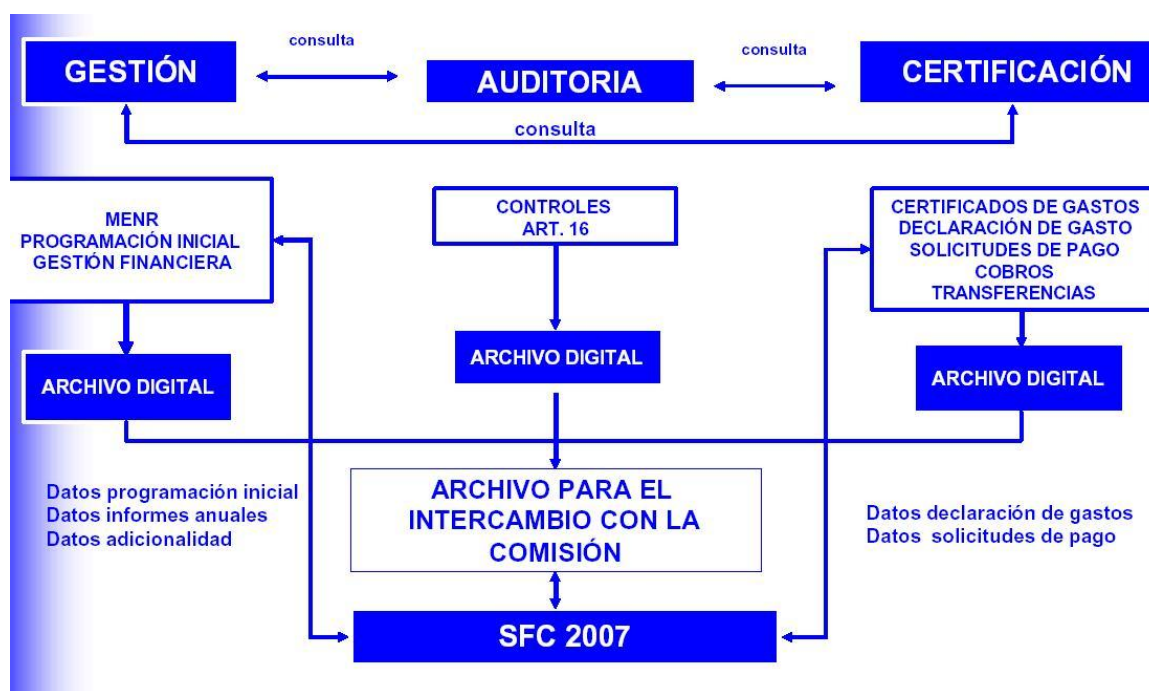 consulta
consulta
GESTIÓN
AUDITORIA
CERTIFICACIÓN
consulta
MENR
PROGRAMACIÓN INICIAL
GESTIÓN FINANCIERA
CONTROLES
ART. 16
CERTIFICADOS DE GASTOS
DECLARACIÓN DE GASTO
SOLICITUDES DE PAGO
COBROS
TRANSFERENCIAS
ARCHIVO DIGITAL
ARCHIVO DIGITAL
ARCHIVO DIGITAL
Datos programación inicial
Datos informes anuales
Datos adicionalidad
ARCHIVO PARA EL
INTERCAMBIO CON LA
COMISIÓN
Datos declaración de gastos
Datos solicitudes de pago
SFC 2007